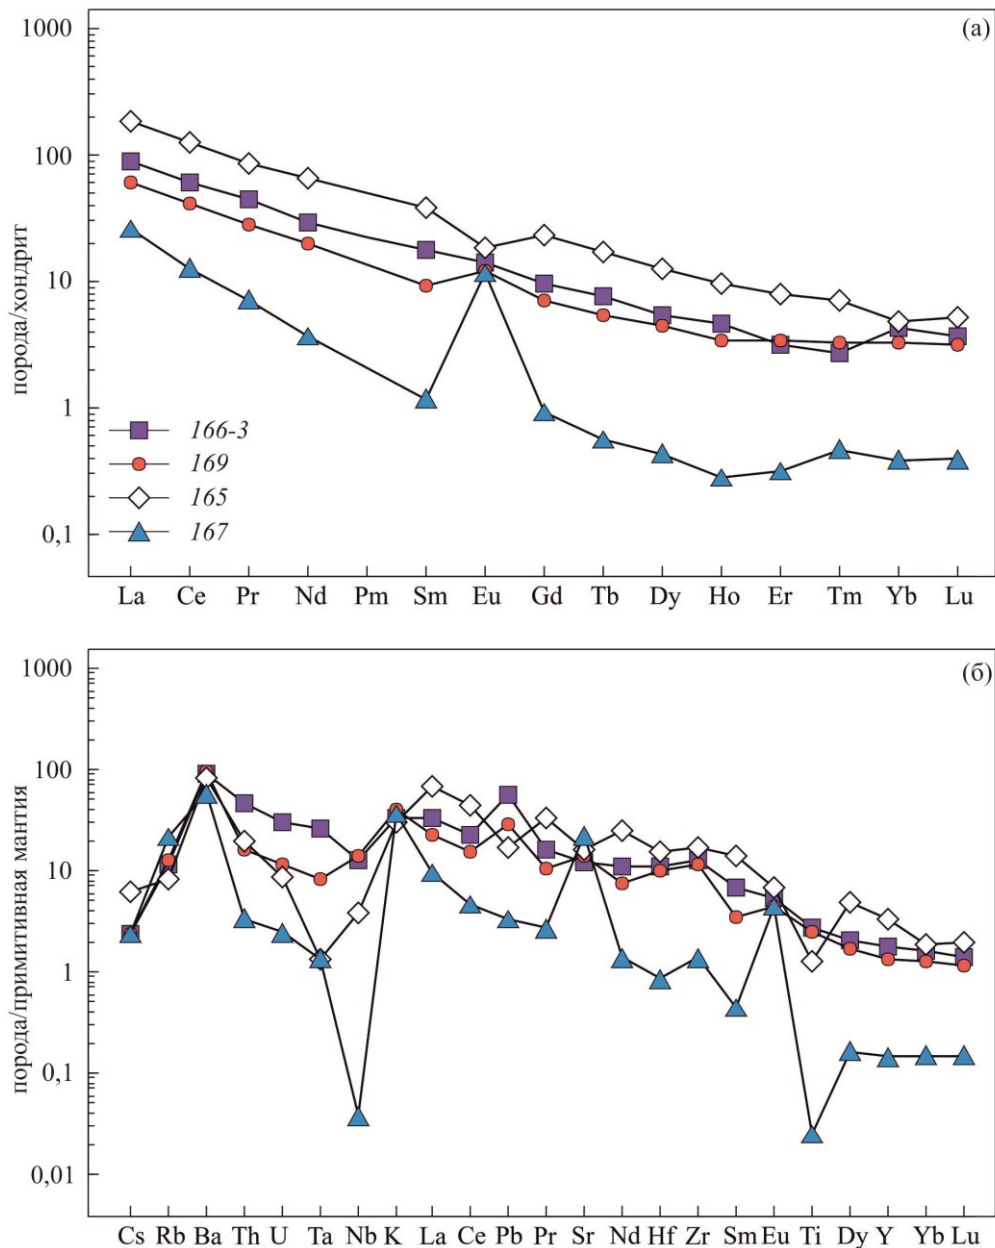 (а)
порода/хондрит
1000
100
10
1
0,1
166-3
169
165
167
La Ce Pr Nd Pm Sm Eu Gd Tb Dy Ho Er Tm Yb Lu
(б)
порода/примитивная мантия
1000
100
10
1
0,1
0,01
Cs Rb Ba Th U Ta Nb K La Ce Pb Pr Sr Nd Hf Zr Sm Eu Ti Dy Y Yb Lu